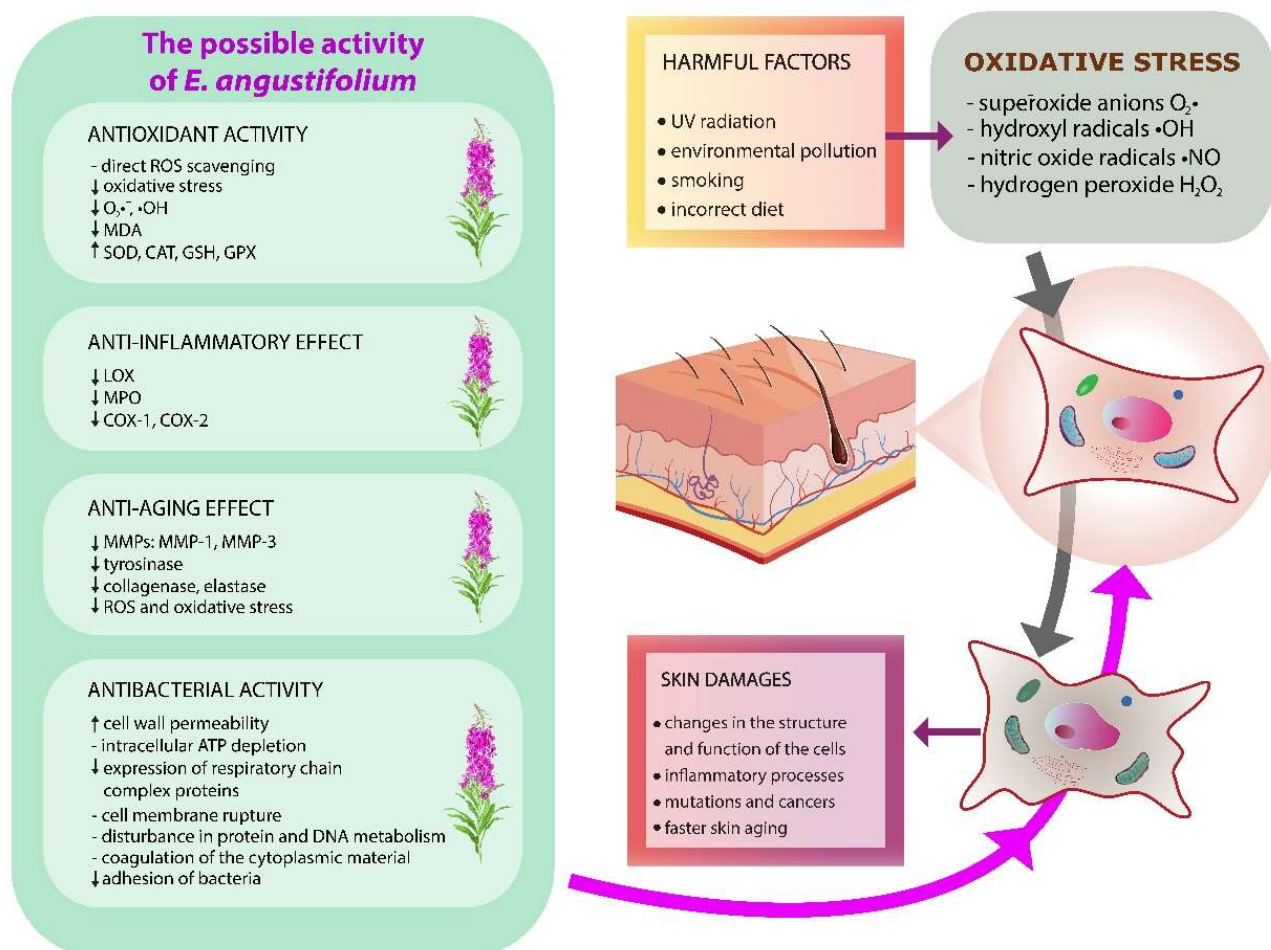 The possible activity
of E. angustifolium
ANTIOXIDANT ACTIVITY
- direct ROS scavenging
↓ oxidative stress
↓ O₂•⁻, •OH
↓ MDA
↑ SOD, CAT, GSH, GPX
ANTI-INFLAMMATORY EFFECT
↓ LOX
↓ MPO
↓ COX-1, COX-2
ANTI-AGING EFFECT
↓ MMPs: MMP-1, MMP-3
↓ tyrosinase
↓ collagenase, elastase
↓ ROS and oxidative stress
ANTIBACTERIAL ACTIVITY
↑ cell wall permeability
- intracellular ATP depletion
↓ expression of respiratory chain
complex proteins
- cell membrane rupture
- disturbance in protein and DNA metabolism
- coagulation of the cytoplasmic material
↓ adhesion of bacteria
HARMFUL FACTORS
• UV radiation
• environmental pollution
• smoking
• incorrect diet
OXIDATIVE STRESS
- superoxide anions O₂•
- hydroxyl radicals •OH
- nitric oxide radicals •NO
- hydrogen peroxide H₂O₂
SKIN DAMAGES
• changes in the structure
and function of the cells
• inflammatory processes
• mutations and cancers
• faster skin aging